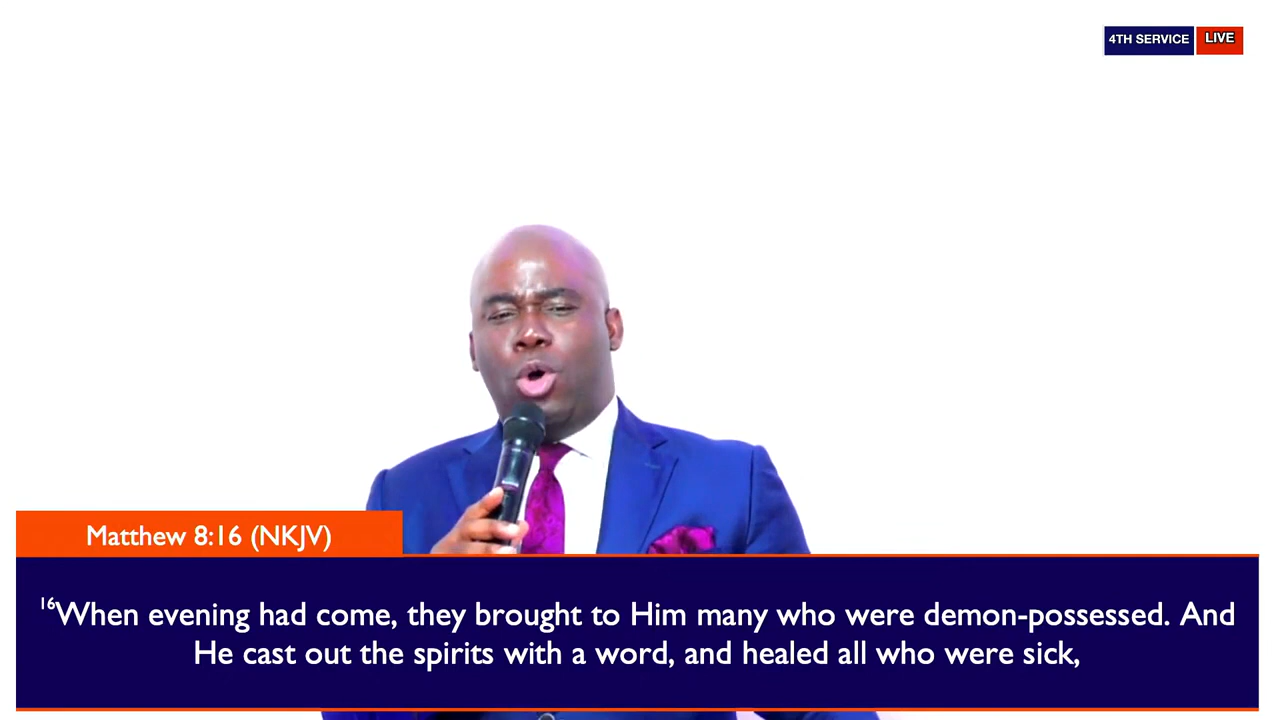 4TH SERVICE LIVE
Matthew 8:16 (NKJV)
16When evening had come, they brought to Him many who were demon-possessed. And
He cast out the spirits with a word, and healed all who were sick,